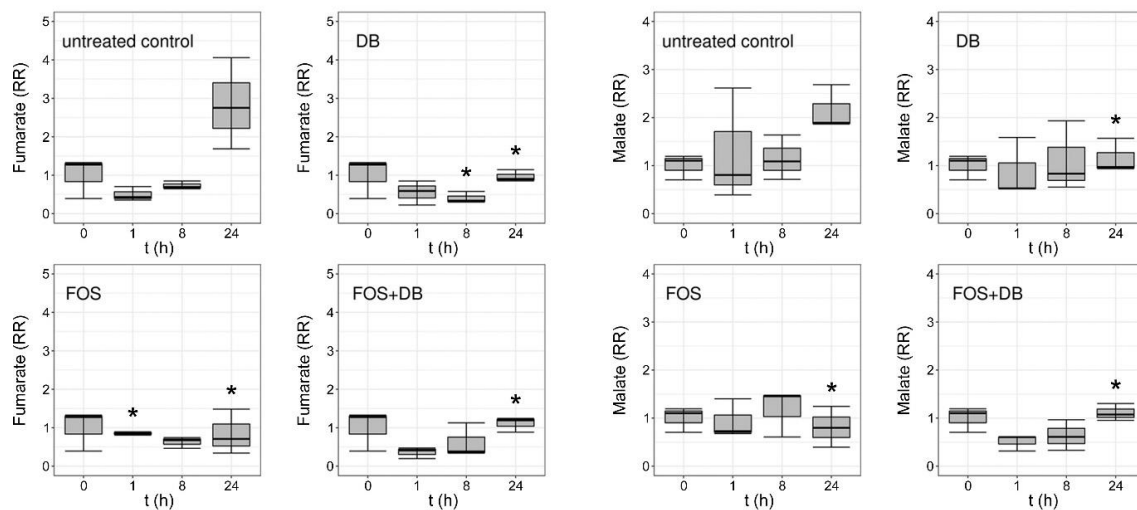 untreated control
Fumarate (RR)
5
4
3
2
1
0
0 1 8 24
t (h)
DB
Fumarate (RR)
5
4
3
2
1
0
*
*
0 1 8 24
t (h)
untreated control
Malate (RR)
4
3
2
1
0
0 1 8 24
t (h)
DB
Malate (RR)
4
3
2
1
0
*
0 1 8 24
t (h)
FOS
Fumarate (RR)
5
4
3
2
1
0
*
*
0 1 8 24
t (h)
FOS+DB
Fumarate (RR)
5
4
3
2
1
0
*
0 1 8 24
t (h)
FOS
Malate (RR)
4
3
2
1
0
*
0 1 8 24
t (h)
FOS+DB
Malate (RR)
4
3
2
1
0
*
0 1 8 24
t (h)